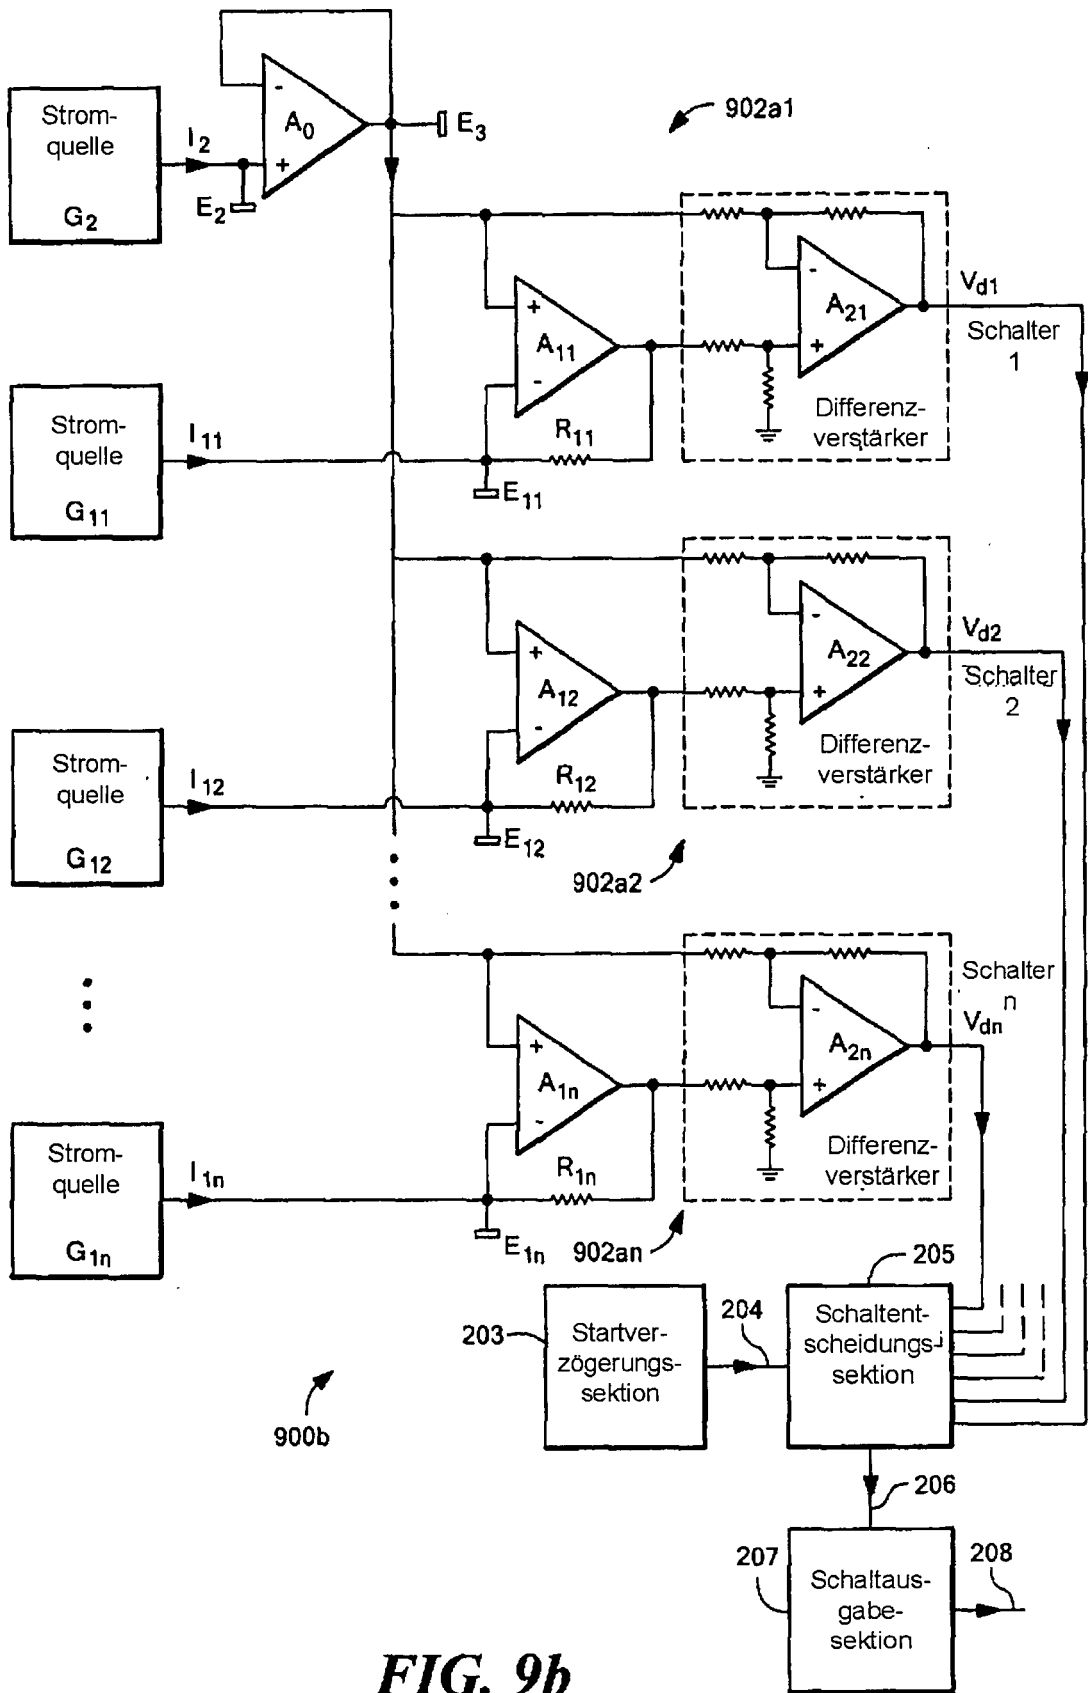 Strom-
quelle
G2
I2
E2
-
A0
+
E3
902a1
Strom-
quelle
G11
I11
+
A11
-
R11
E11
-
A21
+
Differenz-
verstärker
Vd1
Schalter
1
Strom-
quelle
G12
I12
+
A12
-
R12
E12
-
A22
+
Differenz-
verstärker
Vd2
Schalter
2
902a2
Strom-
quelle
G1n
I1n
+
A1n
-
R1n
E1n
-
A2n
+
Differenz-
verstärker
Schalter
n
Vdn
902an
205
203
Startver-
zögerungs-
sektion
204
Schaltent-
scheidungs-
sektion
900b
206
207
Schaltaus-
gabe-
sektion
208
FIG. 9b